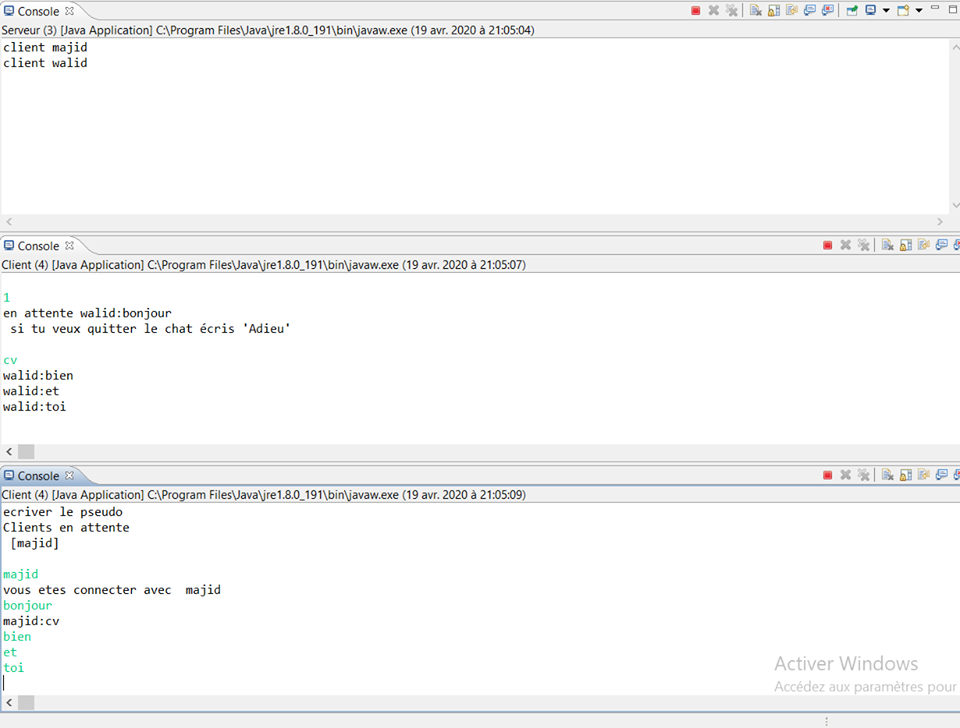 Console
Serveur (3) [Java Application] C:\Program Files\Java\jre1.8.0_191\bin\javaw.exe (19 avr. 2020 à 21:05:04)
client majid
client walid
Console
Client (4) [Java Application] C:\Program Files\Java\jre1.8.0_191\bin\javaw.exe (19 avr. 2020 à 21:05:07)
1
en attente walid:bonjour
si tu veux quitter le chat écris 'Adieu'
cv
walid:bien
walid:et
walid:toi
Console
Client (4) [Java Application] C:\Program Files\Java\jre1.8.0_191\bin\javaw.exe (19 avr. 2020 à 21:05:09)
ecriver le pseudo
Clients en attente
[majid]
majid
vous etes connecter avec  majid
bonjour
majid:cv
bien
et
toi
Activer Windows
Accédez aux paramètres pour